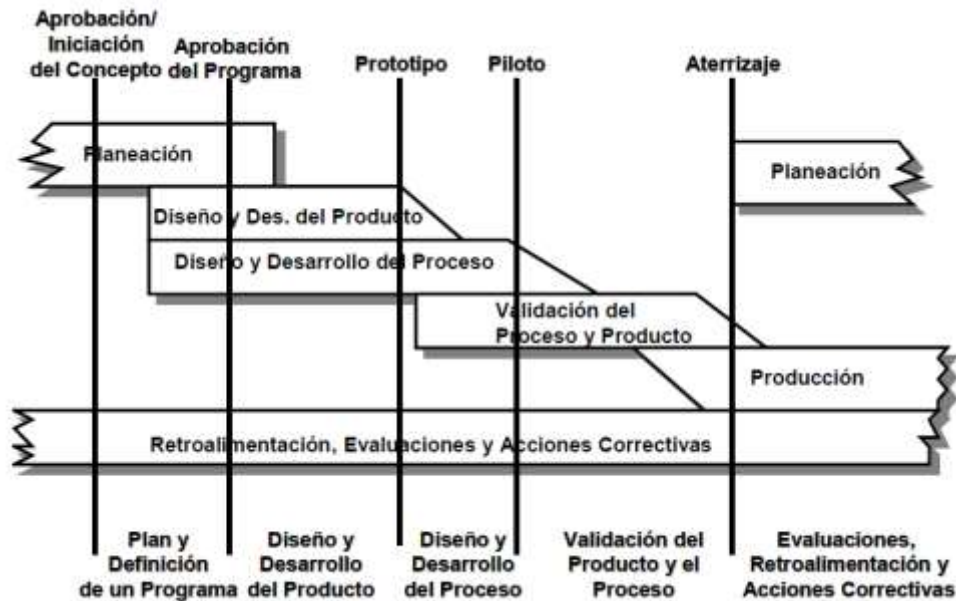 Aprobación/
Iniciación
del Concepto
Aprobación
del Programa
Prototipo
Piloto
Aterrizaje
Planeación
Planeación
Diseño y Des. del Producto
Diseño y Desarrollo del Proceso
Validación del
Proceso y Producto
Producción
Retroalimentación, Evaluaciones y Acciones Correctivas
Plan y
Definición
de un Programa
Diseño y
Desarrollo
del Producto
Diseño y
Desarrollo
del Proceso
Validación del
Producto y el
Proceso
Evaluaciones,
Retroalimentación y
Acciones Correctivas